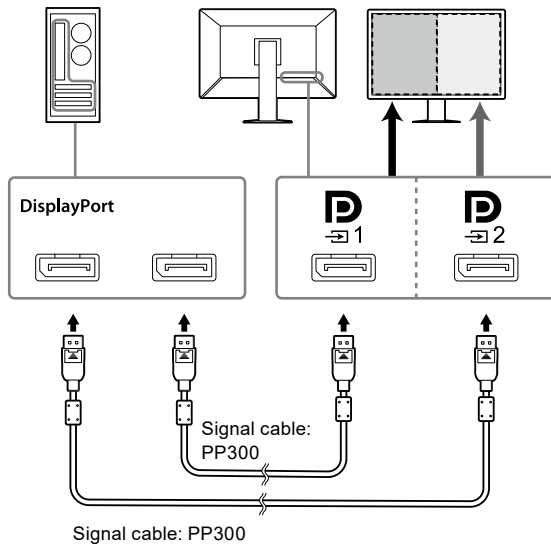 DisplayPort
1
2
Signal cable:
PP300
Signal cable: PP300